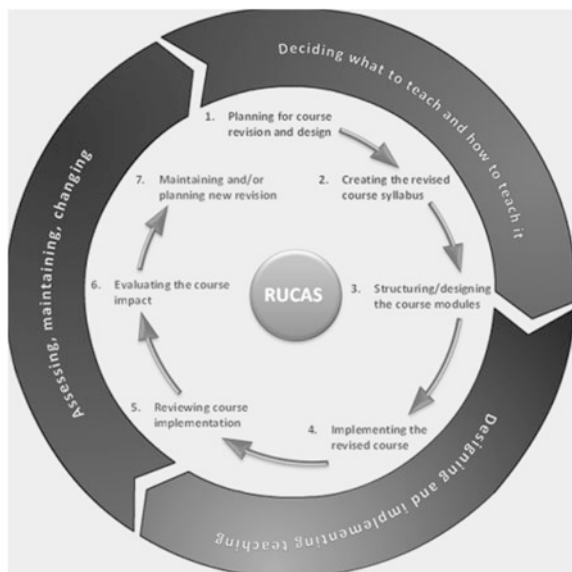 Deciding what to teach and how to teach it
1. Planning for course
revision and design
2. Creating the revised
course syllabus
3. Structuring/designing
the course modules
4. Implementing the
revised course
5. Reviewing course
implementation
6. Evaluating the course
impact
7. Maintaining and/or
planning new revision
RUCAS
Designing and implementing teaching
Assessing, maintaining, changing